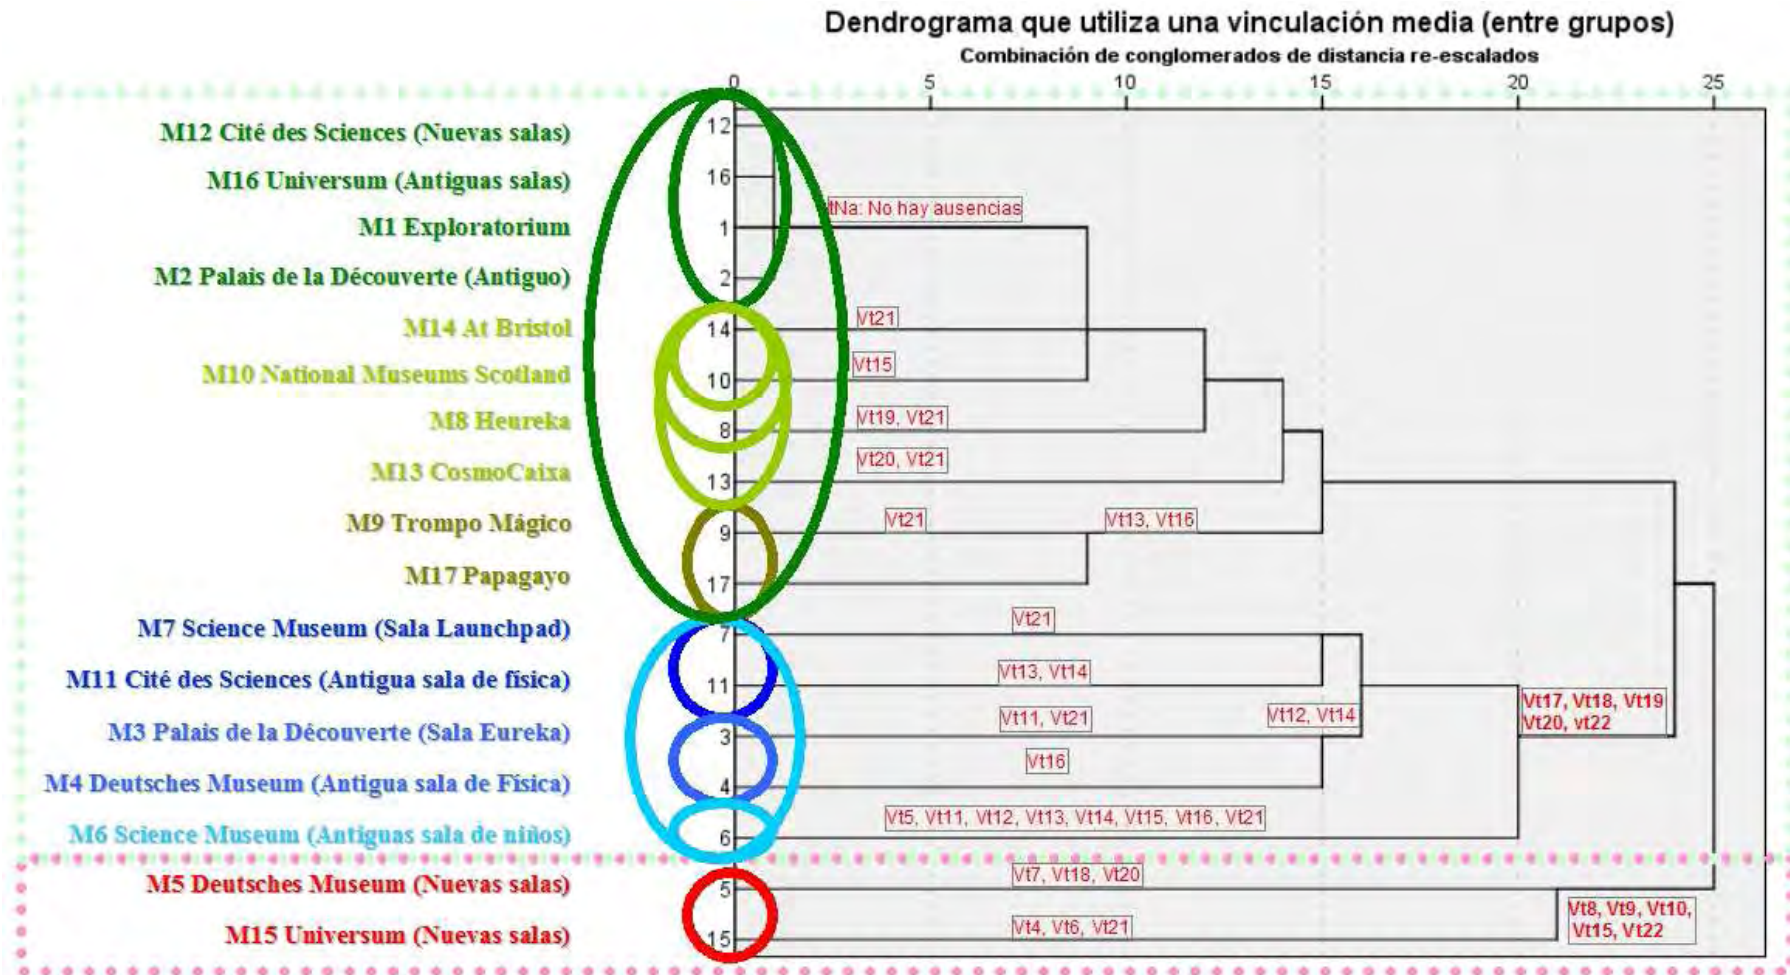 Dendrograma que utiliza una vinculación media (entre grupos)
Combinación de conglomerados de distancia re-escalados
0 5 10 15 20 25
M12 Cité des Sciences (Nuevas salas) 12
M16 Universum (Antiguas salas) 16
tNa: No hay ausencias
M1 Exploratorium 1
M2 Palais de la Découverte (Antiguo) 2
M14 At Bristol 14 Vt21
M10 National Museums Scotland 10 Vt15
M8 Heureka 8 Vt19, Vt21
M13 CosmoCaixa 13 Vt20, Vt21
M9 Trompo Mágico 9 Vt21 Vt13, Vt16
M17 Papagayo 17
M7 Science Museum (Sala Launchpad) 7 Vt21
M11 Cité des Sciences (Antigua sala de física) 11 Vt13, Vt14
Vt17, Vt18, Vt19
Vt20, vt22
M3 Palais de la Découverte (Sala Eureka) 3 Vt11, Vt21 Vt12, Vt14
M4 Deutsches Museum (Antigua sala de Física) 4 Vt16
M6 Science Museum (Antiguas sala de niños) 6 Vt5, Vt11, Vt12, Vt13, Vt14, Vt15, Vt16, Vt21
M5 Deutsches Museum (Nuevas salas) 5 Vt7, Vt18, Vt20
Vt8, Vt9, Vt10,
Vt15, Vt22
M15 Universum (Nuevas salas) 15 Vt4, Vt6, Vt21